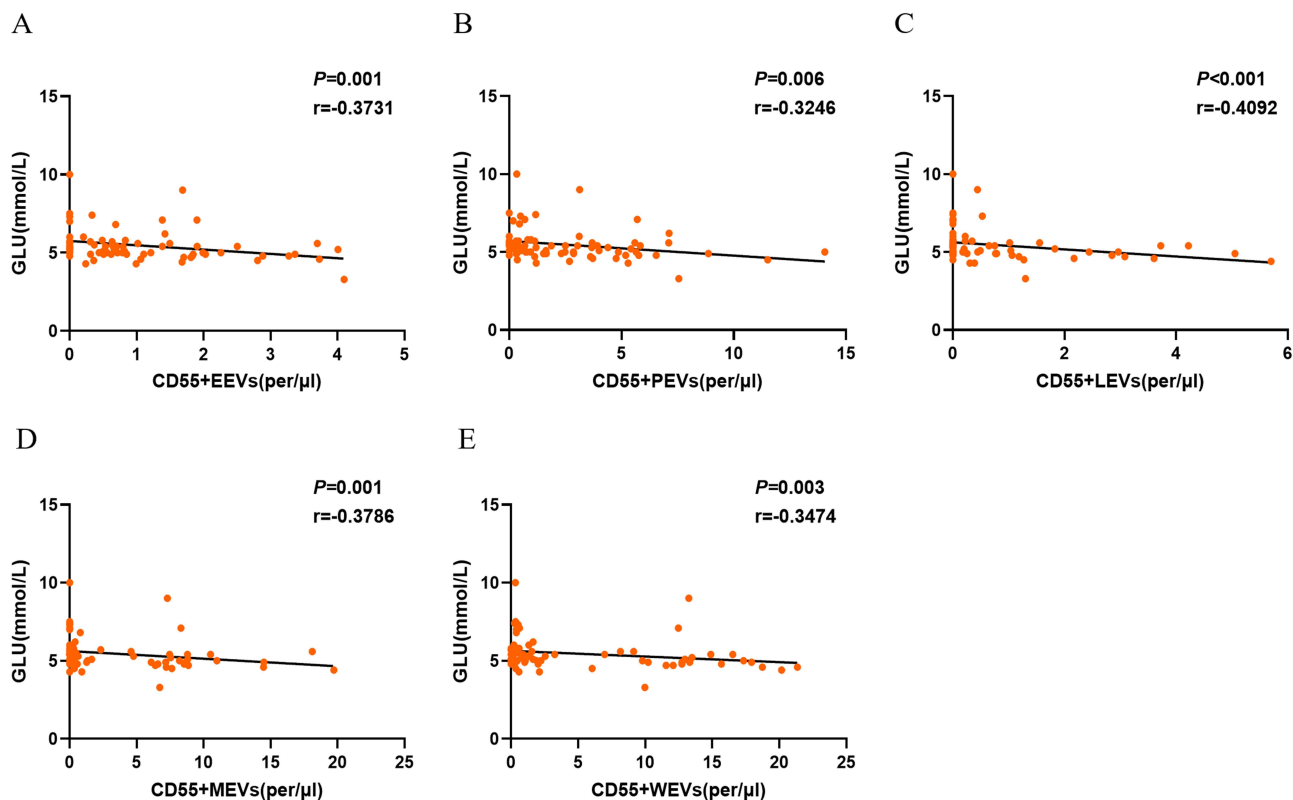 A
P=0.001
r=-0.3731
GLU(mmol/L)
15
10
5
0
0 1 2 3 4 5
CD55+EEVs(per/µl)
B
P=0.006
r=-0.3246
GLU(mmol/L)
15
10
5
0
0 5 10 15
CD55+PEVs(per/µl)
C
P<0.001
r=-0.4092
GLU(mmol/L)
15
10
5
0
0 2 4 6
CD55+LEVs(per/µl)
D
P=0.001
r=-0.3786
GLU(mmol/L)
15
10
5
0
0 5 10 15 20 25
CD55+MEVs(per/µl)
E
P=0.003
r=-0.3474
GLU(mmol/L)
15
10
5
0
0 5 10 15 20 25
CD55+WEVs(per/µl)